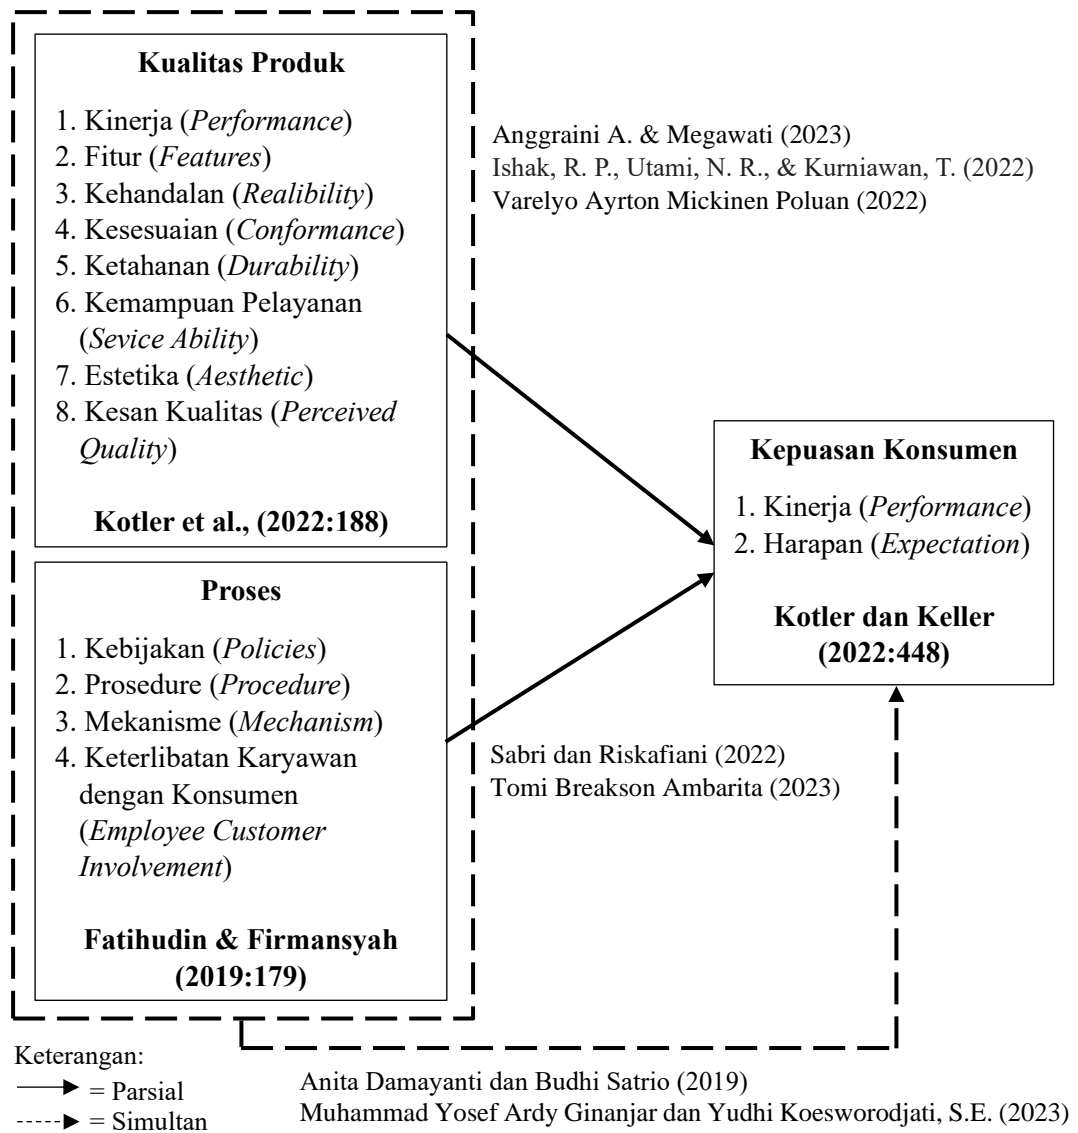 Kualitas Produk
1. Kinerja (Performance)
2. Fitur (Features)
3. Kehandalan (Realibility)
4. Kesesuaian (Conformance)
5. Ketahanan (Durability)
6. Kemampuan Pelayanan
(Sevice Ability)
7. Estetika (Aesthetic)
8. Kesan Kualitas (Perceived
Quality)
Kotler et al., (2022:188)
Anggraini A. & Megawati (2023)
Ishak, R. P., Utami, N. R., & Kurniawan, T. (2022)
Varelyo Ayrton Mickinen Poluan (2022)
Kepuasan Konsumen
1. Kinerja (Performance)
2. Harapan (Expectation)
Kotler dan Keller
(2022:448)
Proses
1. Kebijakan (Policies)
2. Prosedure (Procedure)
3. Mekanisme (Mechanism)
4. Keterlibatan Karyawan
dengan Konsumen
(Employee Customer
Involvement)
Fatihudin & Firmansyah
(2019:179)
Sabri dan Riskafiani (2022)
Tomi Breakson Ambarita (2023)
Keterangan:
= Parsial
= Simultan
Anita Damayanti dan Budhi Satrio (2019)
Muhammad Yosef Ardy Ginanjar dan Yudhi Koesworodjati, S.E. (2023)